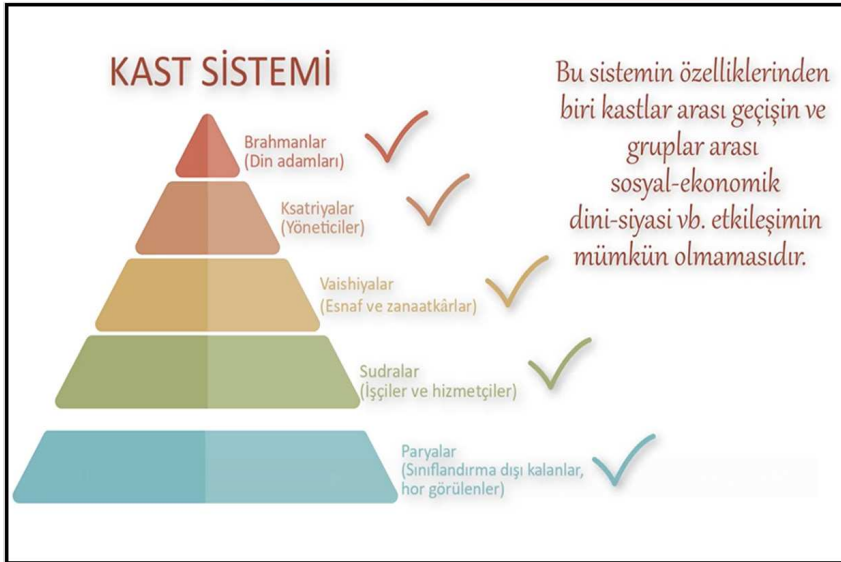 KAST SİSTEMİ
Brahmanlar
(Din adamları)
Ksatriyalar
(Yöneticiler)
Vaishiyalar
(Esnaf ve zanaatkârlar)
Sudralar
(İşçiler ve hizmetçiler)
Paryalar
(Sınıflandırma dışı kalanlar,
hor görülenler)
Bu sistemin özelliklerinden
biri kastlar arası geçişin ve
gruplar arası
sosyal-ekonomik
dini-siyasi vb. etkileşimin
mümkün olmamasıdır.